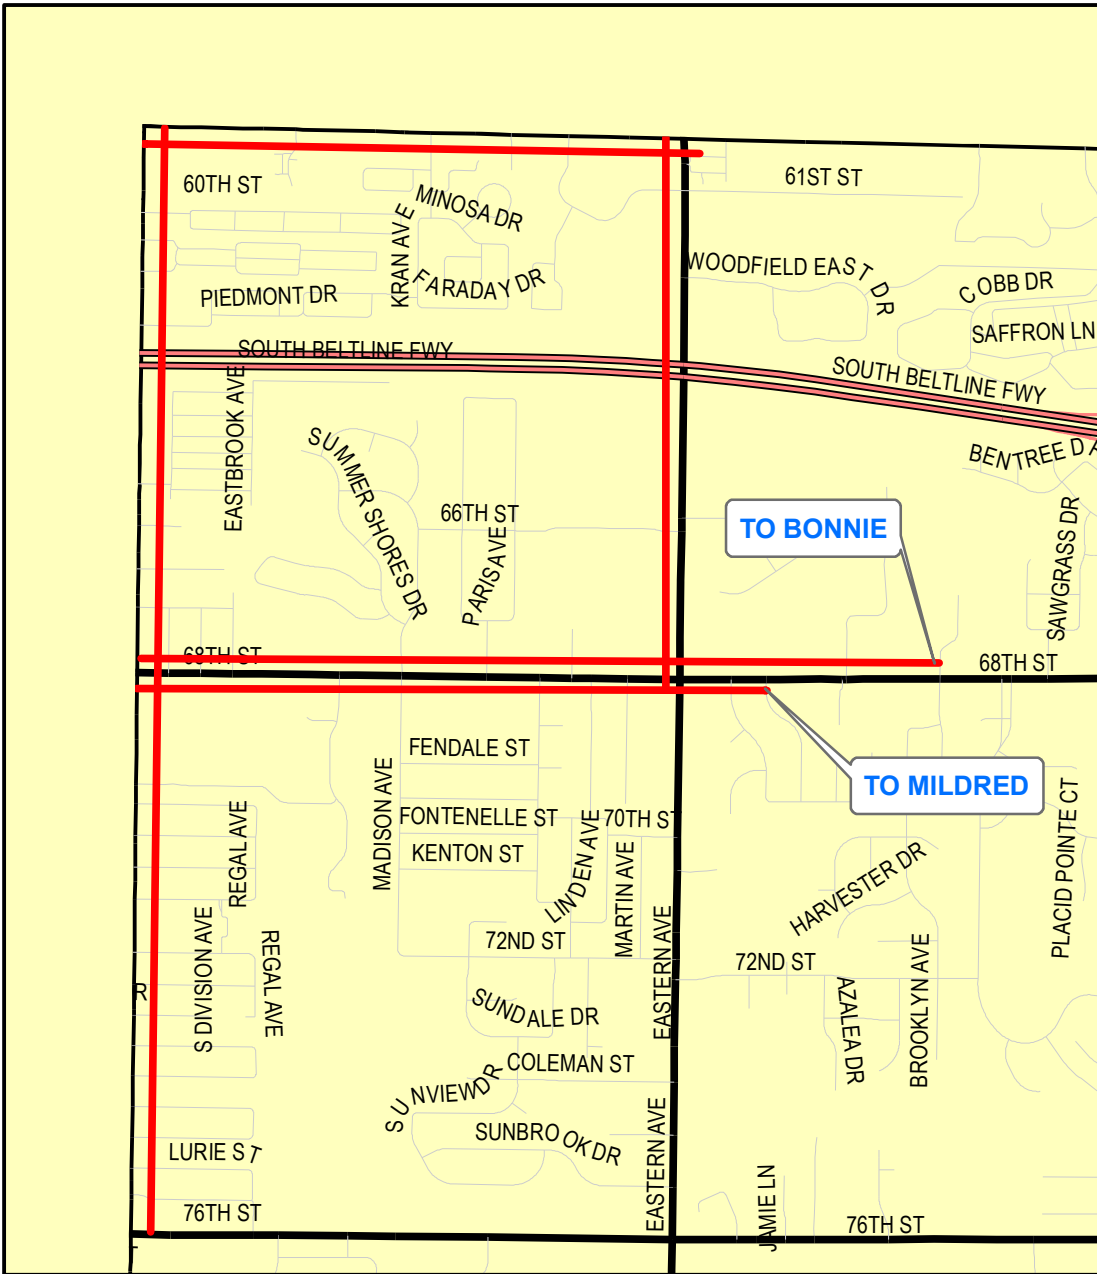 60TH ST
61ST ST
MINOSA DR
KRAN AVE
WOODFIELD EAST DR
FARADAY DR
COBB DR
PIEDMONT DR
SAFFRON LN
SOUTH BELTLINE FWY
SOUTH BELTLINE FWY
EASTBROOK AVE
BENTREE D
SUMMER SHORES DR
66TH ST
PARIS AVE
TO BONNIE
SAWGRASS DR
68TH ST
68TH ST
FENDALE ST
MADISON AVE
TO MILDRED
REGAL AVE
FONTENELLE ST
70TH ST
KENTON ST
LINDEN AVE
MARTIN AVE
HARVESTER DR
PLACID POINTE CT
S DIVISION AVE
REGAL AVE
72ND ST
EASTERN AVE
72ND ST
R
SUNDALE DR
AZALEA DR
BROOKLYN AVE
COLEMAN ST
SUNVIEW DR
SUNBROOK DR
EASTERN AVE
LURIE ST
JAMIE LN
76TH ST
76TH ST